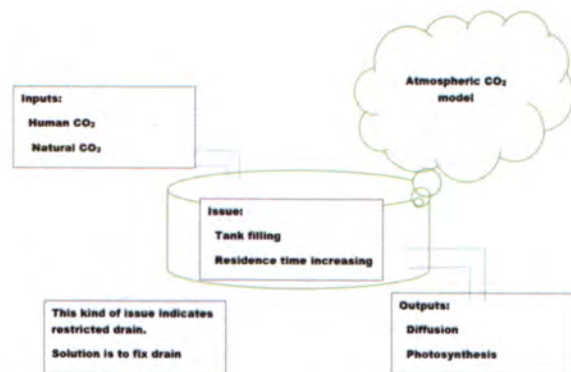 Atmospheric CO₂
model
Inputs:
Human CO₂
Natural CO₂
Issue:
Tank filling
Residence time increasing
This kind of issue indicates
restricted drain.
Solution is to fix drain
Outputs:
Diffusion
Photosynthesis